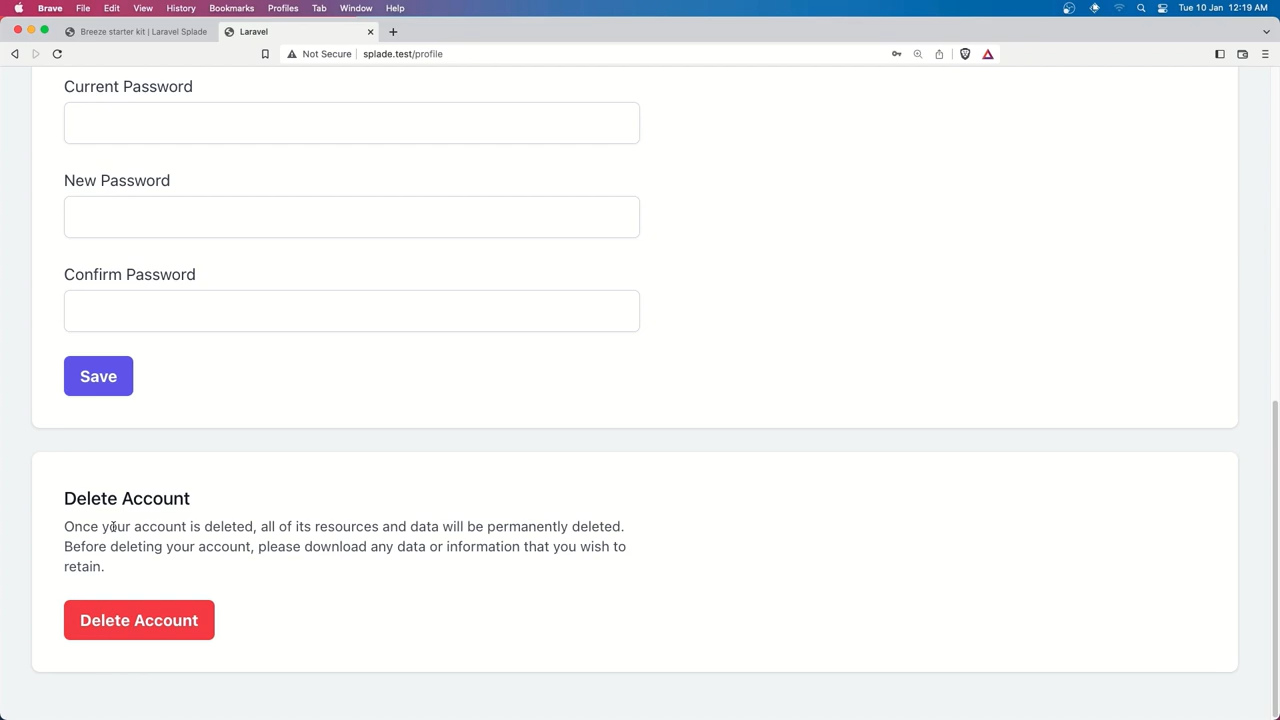 Brave File Edit View History Bookmarks Profiles Tab Window Help Tue 10 Jan 12:19 AM
Breeze starter kit | Laravel Splade Laravel
Not Secure splade.test/profile
Current Password
New Password
Confirm Password
Save
Delete Account
Once your account is deleted, all of its resources and data will be permanently deleted.
Before deleting your account, please download any data or information that you wish to
retain.
Delete Account